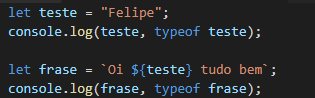 let teste = "Felipe";
console.log(teste, typeof teste);
let frase = `Oi ${teste} tudo bem`;
console.log(frase, typeof frase);